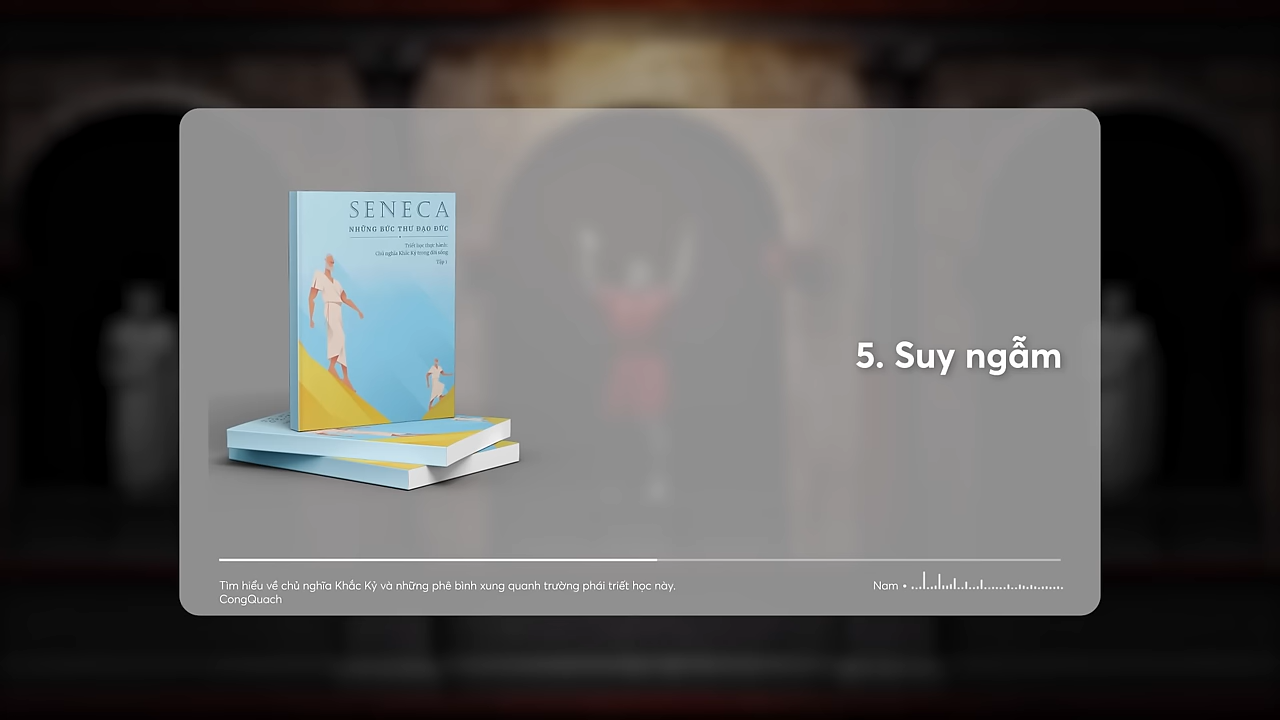 SENECA
NHỮNG BỨC THƯ ĐẠO ĐỨC
Triết học thực hành:
Chủ nghĩa Khắc Kỷ trong đời sống
Tập 1
5. Suy ngẫm
Tìm hiểu về chủ nghĩa Khắc Kỷ và những phê bình xung quanh trường phái triết học này.
CongQuach
Nam •